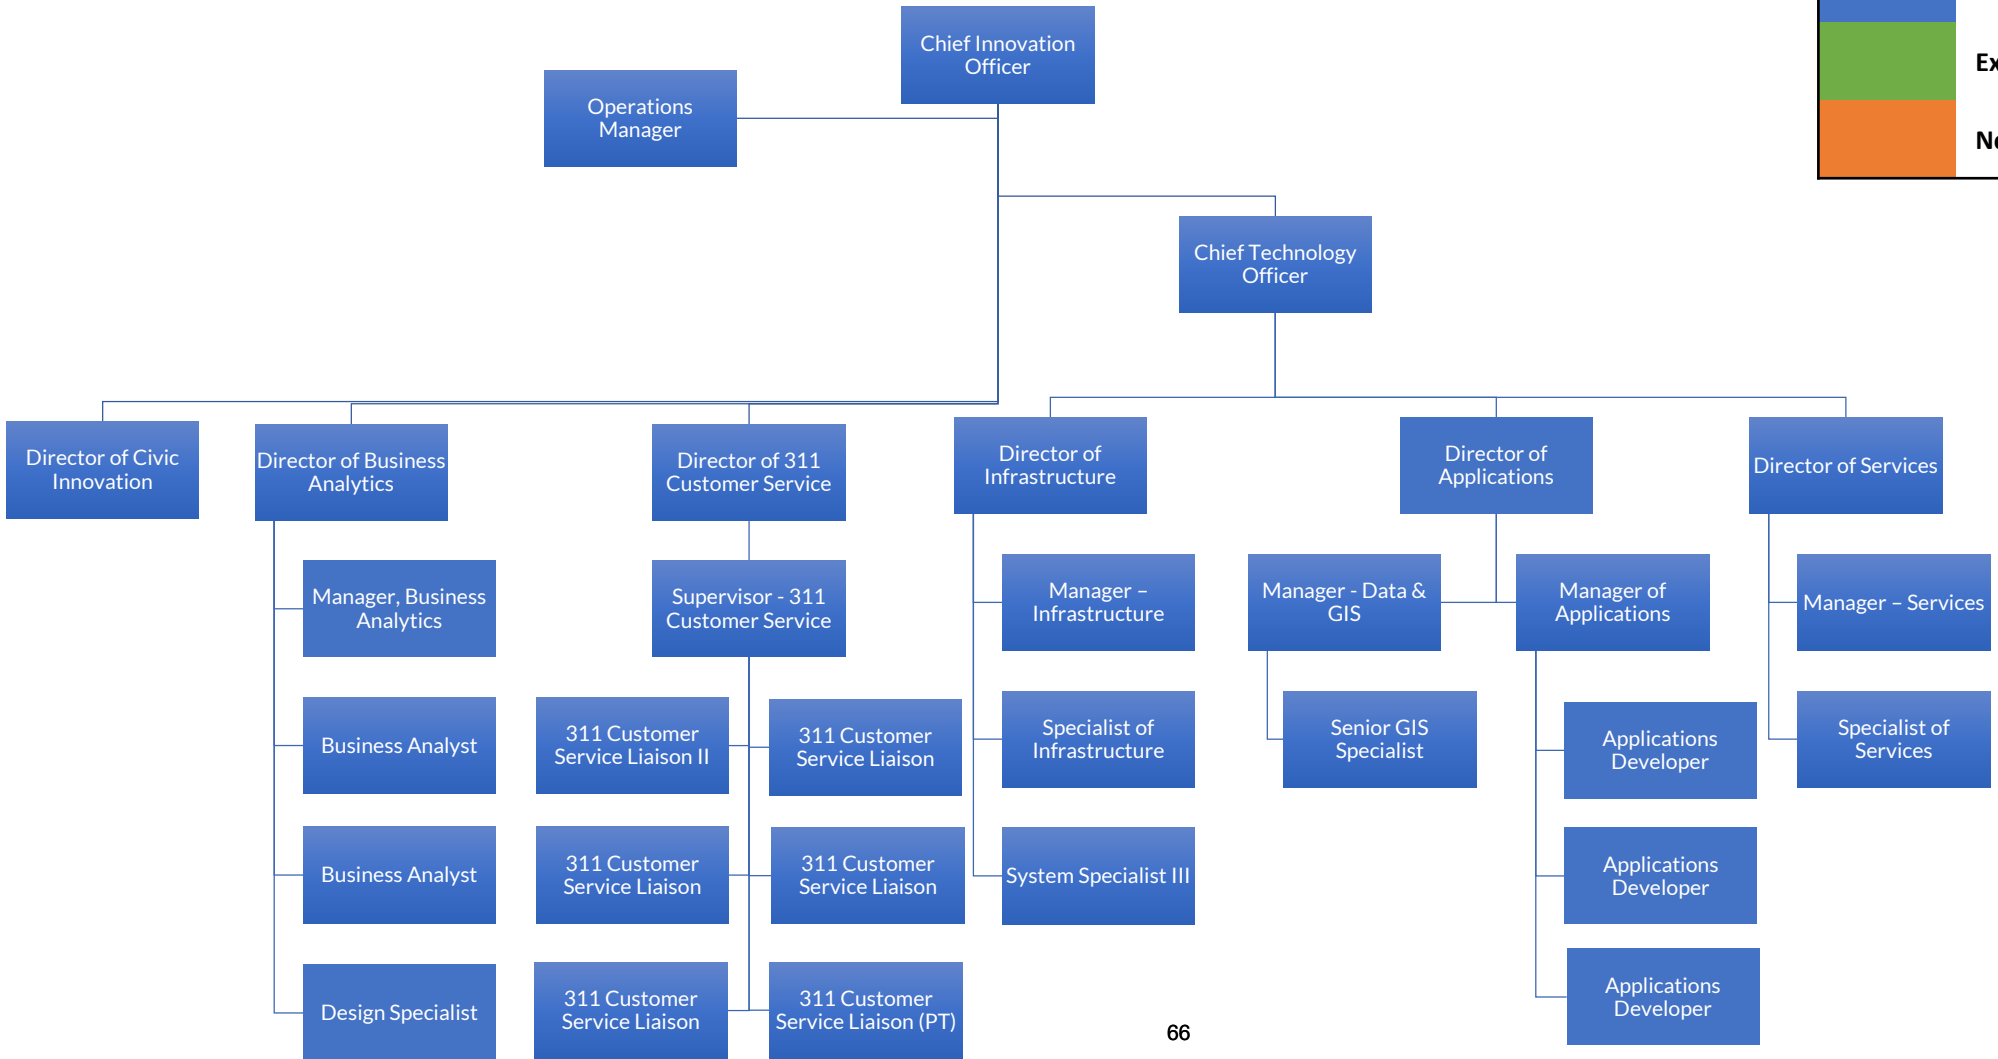 Chief Innovation
Officer
Operations
Manager
Chief Technology
Officer
Director of Civic
Innovation
Director of Business
Analytics
Director of 311
Customer Service
Director of
Infrastructure
Director of
Applications
Director of Services
Manager, Business
Analytics
Supervisor - 311
Customer Service
Manager –
Infrastructure
Manager - Data &
GIS
Manager of
Applications
Manager – Services
Business Analyst
311 Customer
Service Liaison II
311 Customer
Service Liaison
Specialist of
Infrastructure
Senior GIS
Specialist
Applications
Developer
Specialist of
Services
Business Analyst
311 Customer
Service Liaison
311 Customer
Service Liaison
System Specialist III
Applications
Developer
Design Specialist
311 Customer
Service Liaison
311 Customer
Service Liaison (PT)
Applications
Developer
66